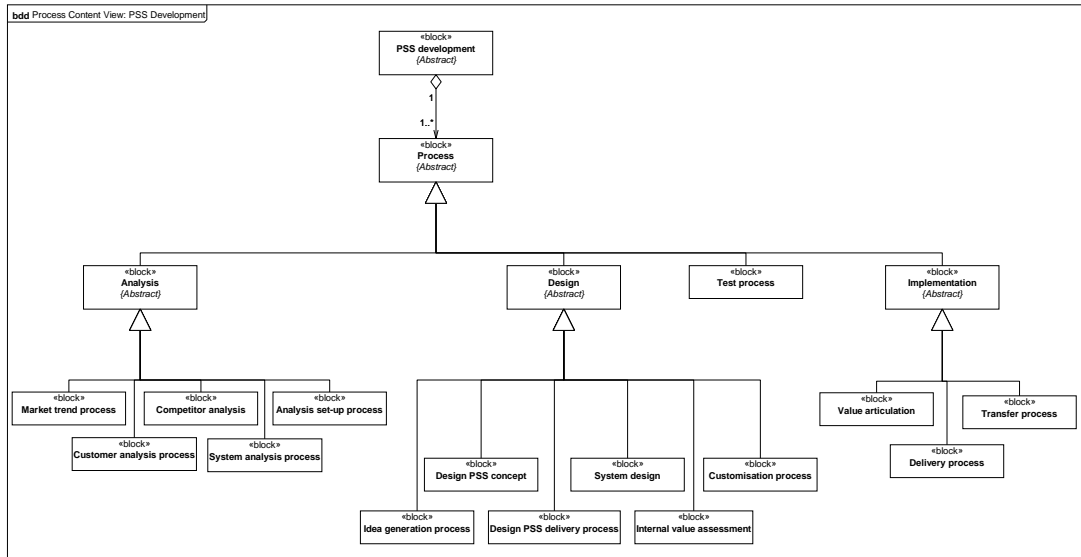 bdd Process Content View: PSS Development
«block»
PSS development
{Abstract}
1
1..*
«block»
Process
{Abstract}
«block»
Analysis
{Abstract}
«block»
Design
{Abstract}
«block»
Test process
«block»
Implementation
{Abstract}
«block»
Market trend process
«block»
Competitor analysis
«block»
Analysis set-up process
«block»
Customer analysis process
«block»
System analysis process
«block»
Value articulation
«block»
Transfer process
«block»
Delivery process
«block»
Design PSS concept
«block»
System design
«block»
Customisation process
«block»
Idea generation process
«block»
Design PSS delivery process
«block»
Internal value assessment